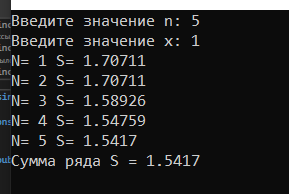 Введите значение n: 5
Введите значение x: 1
N= 1 S= 1.70711
N= 2 S= 1.70711
N= 3 S= 1.58926
N= 4 S= 1.54759
N= 5 S= 1.5417
Сумма ряда S = 1.5417